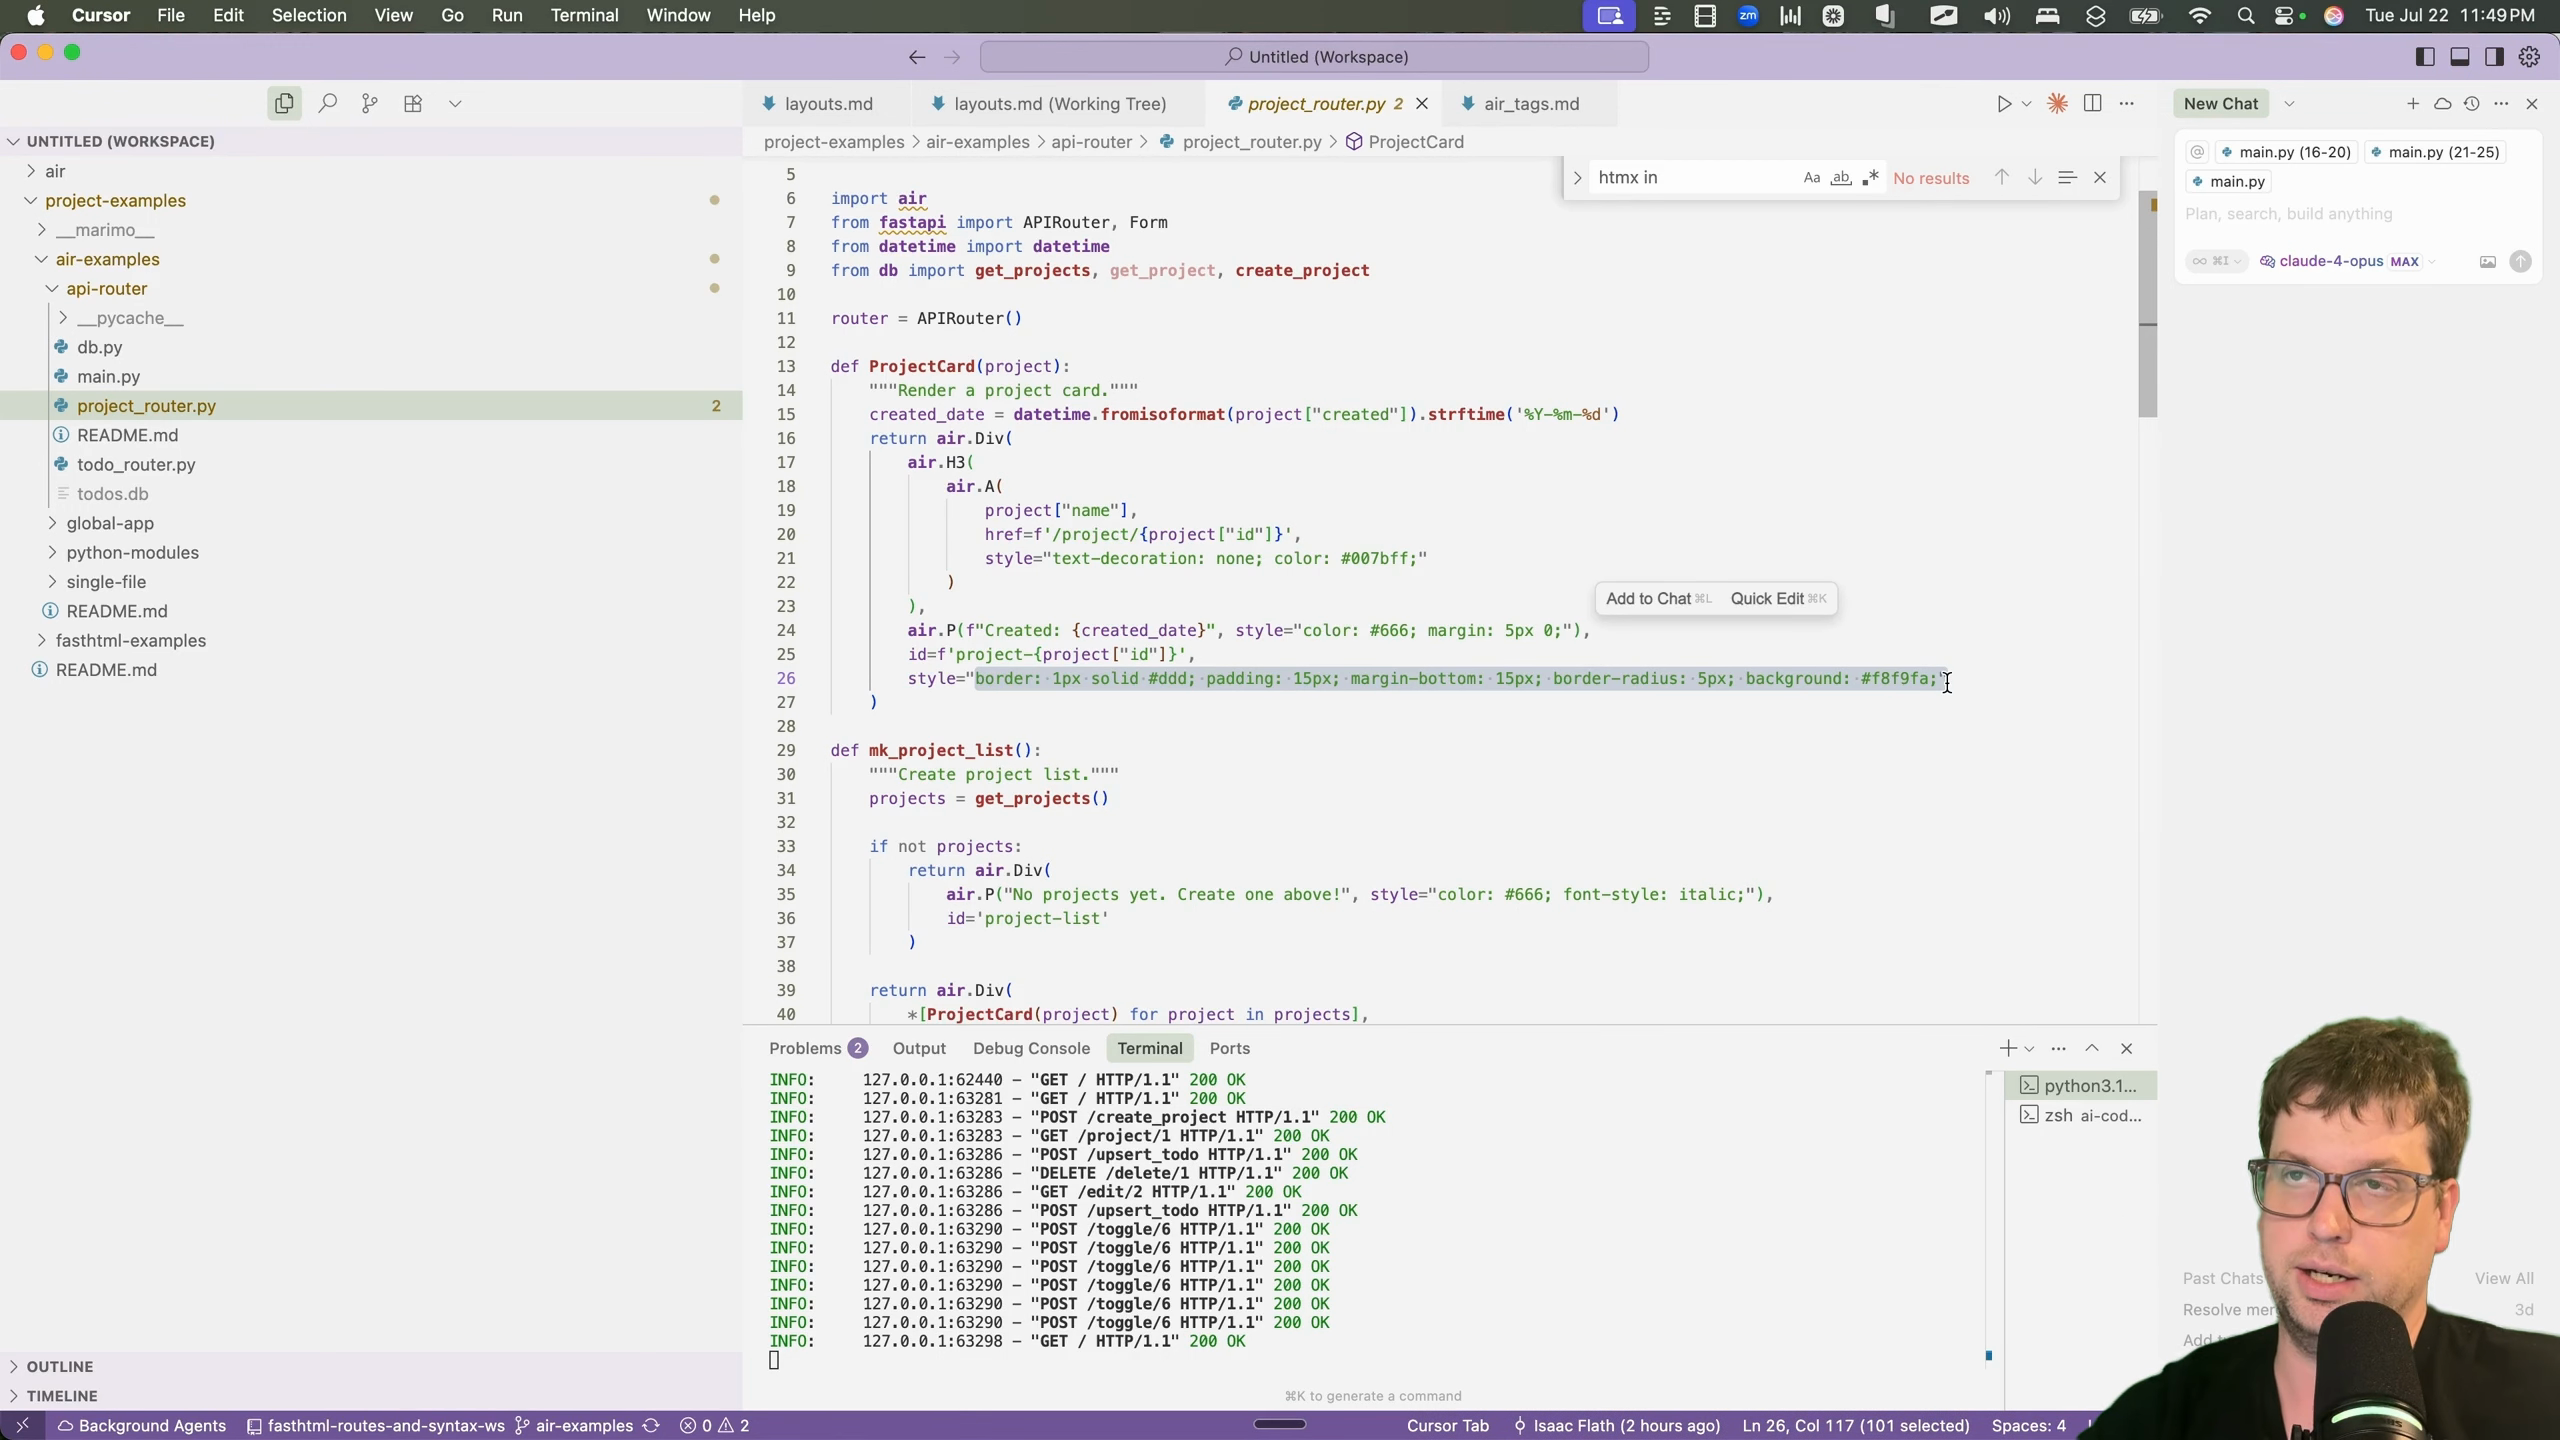 Cursor File Edit Selection View Go Run Terminal Window Help
zm
Tue Jul 22 11:49 PM
Untitled (Workspace)
layouts.md
layouts.md (Working Tree)
project_router.py 2
air_tags.md
New Chat
UNTITLED (WORKSPACE)
air
project-examples
__marimo__
air-examples
api-router
__pycache__
db.py
main.py
project_router.py 2
README.md
todo_router.py
todos.db
global-app
python-modules
single-file
README.md
fasthtml-examples
README.md
OUTLINE
TIMELINE
project-examples > air-examples > api-router > project_router.py > ProjectCard
htmx in
Aa ab No results
5
6 import air
7 from fastapi import APIRouter, Form
8 from datetime import datetime
9 from db import get_projects, get_project, create_project
10
11 router = APIRouter()
12
13 def ProjectCard(project):
14 """Render a project card."""
15 created_date = datetime.fromisoformat(project["created"]).strftime('%Y-%m-%d')
16 return air.Div(
17 air.H3(
18 air.A(
19 project["name"],
20 href=f'/project/{project["id"]}',
21 style="text-decoration: none; color: #007bff;"
22 )
23 ),
Add to Chat ⌘L Quick Edit ⌘K
24 air.P(f"Created: {created_date}", style="color: #666; margin: 5px 0;"),
25 id=f'project-{project["id"]}',
26 style="border: 1px solid #ddd; padding: 15px; margin-bottom: 15px; border-radius: 5px; background: #f8f9fa;"
27 )
28
29 def mk_project_list():
30 """Create project list."""
31 projects = get_projects()
32
33 if not projects:
34 return air.Div(
35 air.P("No projects yet. Create one above!", style="color: #666; font-style: italic;"),
36 id='project-list'
37 )
38
39 return air.Div(
40 *[ProjectCard(project) for project in projects],
@ main.py (16-20) main.py (21-25)
main.py
Plan, search, build anything
∞ ⌘I claude-4-opus MAX
Problems 2 Output Debug Console Terminal Ports
INFO: 127.0.0.1:62440 - "GET / HTTP/1.1" 200 OK
INFO: 127.0.0.1:63281 - "GET / HTTP/1.1" 200 OK
INFO: 127.0.0.1:63283 - "POST /create_project HTTP/1.1" 200 OK
INFO: 127.0.0.1:63283 - "GET /project/1 HTTP/1.1" 200 OK
INFO: 127.0.0.1:63286 - "POST /upsert_todo HTTP/1.1" 200 OK
INFO: 127.0.0.1:63286 - "DELETE /delete/1 HTTP/1.1" 200 OK
INFO: 127.0.0.1:63286 - "GET /edit/2 HTTP/1.1" 200 OK
INFO: 127.0.0.1:63286 - "POST /upsert_todo HTTP/1.1" 200 OK
INFO: 127.0.0.1:63290 - "POST /toggle/6 HTTP/1.1" 200 OK
INFO: 127.0.0.1:63290 - "POST /toggle/6 HTTP/1.1" 200 OK
INFO: 127.0.0.1:63290 - "POST /toggle/6 HTTP/1.1" 200 OK
INFO: 127.0.0.1:63290 - "POST /toggle/6 HTTP/1.1" 200 OK
INFO: 127.0.0.1:63290 - "POST /toggle/6 HTTP/1.1" 200 OK
INFO: 127.0.0.1:63290 - "POST /toggle/6 HTTP/1.1" 200 OK
INFO: 127.0.0.1:63298 - "GET / HTTP/1.1" 200 OK
⌘K to generate a command
python3.1...
zsh ai-cod...
Past Chats View All
Resolve 3d
Add
Background Agents fasthtml-routes-and-syntax-ws air-examples 0 2
Cursor Tab Isaac Flath (2 hours ago) Ln 26, Col 117 (101 selected) Spaces: 4